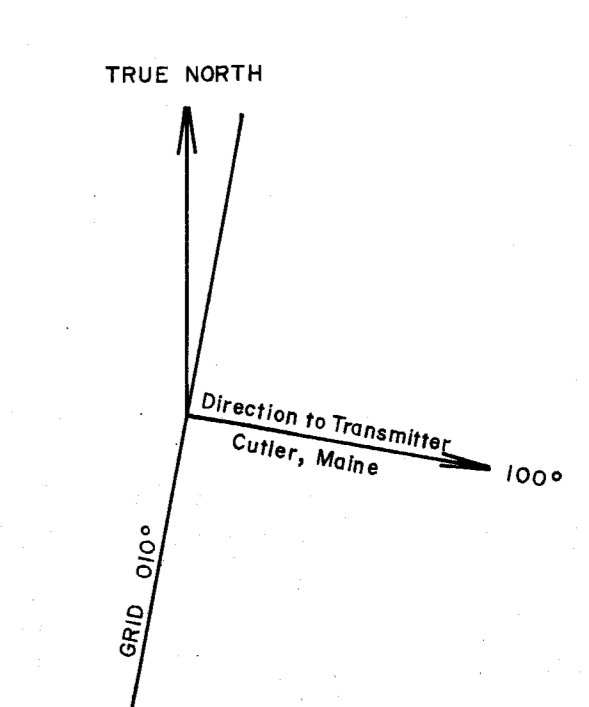 TRUE NORTH
Direction to Transmitter
Cutler, Maine
100°
GRID 010°